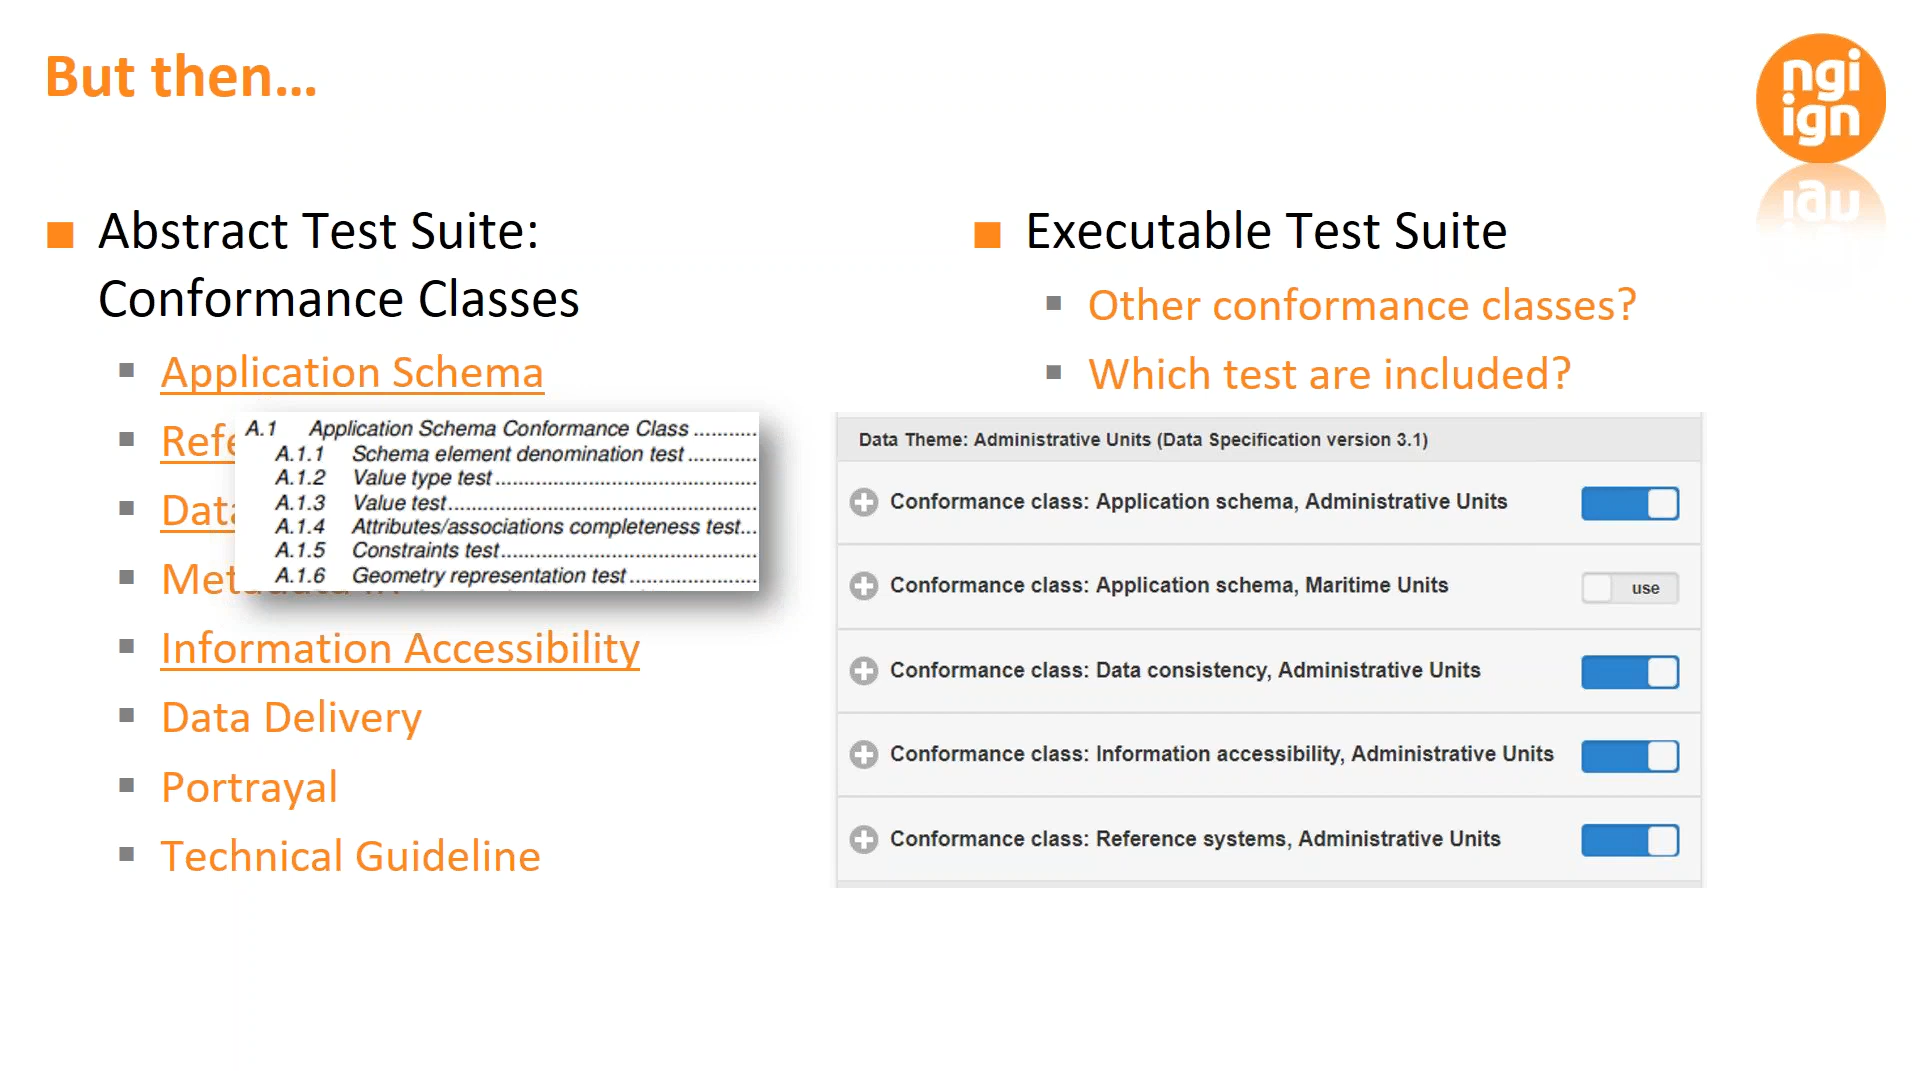 But then...
ngi
ign
Abstract Test Suite:
Conformance Classes
Application Schema
A.1 Application Schema Conformance Class ...........
A.1.1 Schema element denomination test ............
A.1.2 Value type test ...........................................
A.1.3 Value test ..................................................
A.1.4 Attributes/associations completeness test...
A.1.5 Constraints test ..........................................
A.1.6 Geometry representation test .....................
Information Accessibility
Data Delivery
Portrayal
Technical Guideline
Executable Test Suite
Other conformance classes?
Which test are included?
Data Theme: Administrative Units (Data Specification version 3.1)
Conformance class: Application schema, Administrative Units
Conformance class: Application schema, Maritime Units
use
Conformance class: Data consistency, Administrative Units
Conformance class: Information accessibility, Administrative Units
Conformance class: Reference systems, Administrative Units